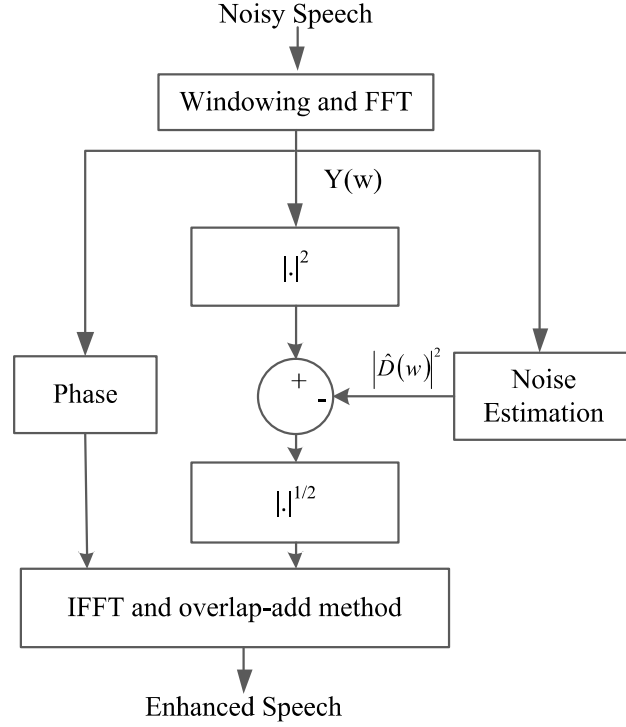 Noisy Speech
Windowing and FFT
Y(w)
|.|²
|D̂(w)|²
+
-
Phase
Noise
Estimation
|.|^1/2
IFFT and overlap-add method
Enhanced Speech